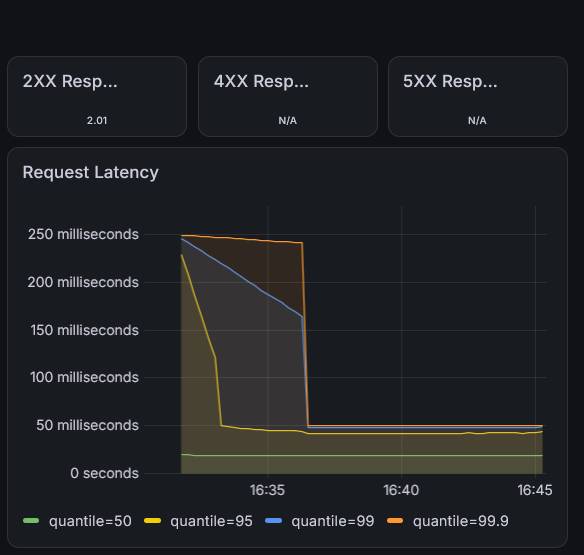 2XX Resp...
4XX Resp...
5XX Resp...
2.01
N/A
N/A
Request Latency
250 milliseconds
200 milliseconds
150 milliseconds
100 milliseconds
50 milliseconds
0 seconds
16:35 16:40 16:45
quantile=50 quantile=95 quantile=99 quantile=99.9